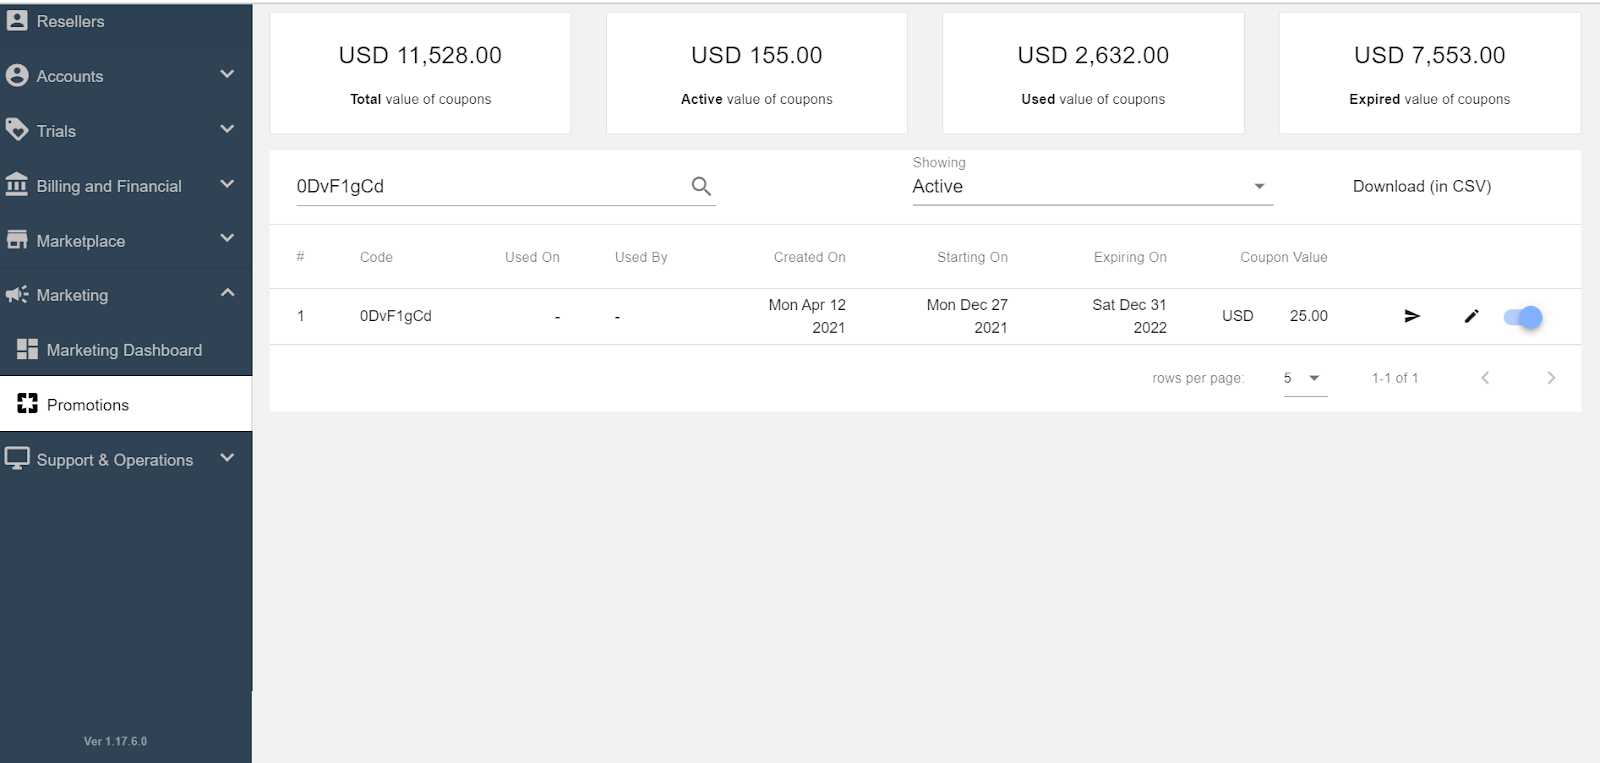 Resellers
Accounts
Trials
Billing and Financial
Marketplace
Marketing
Marketing Dashboard
Promotions
Support & Operations
Ver 1.17.6.0
USD 11,528.00
Total value of coupons
USD 155.00
Active value of coupons
USD 2,632.00
Used value of coupons
USD 7,553.00
Expired value of coupons
0DvF1gCd
Showing
Active
Download (in CSV)
# Code Used On Used By Created On Starting On Expiring On Coupon Value
1 0DvF1gCd - - Mon Apr 12 2021 Mon Dec 27 2021 Sat Dec 31 2022 USD 25.00
rows per page: 5 1-1 of 1